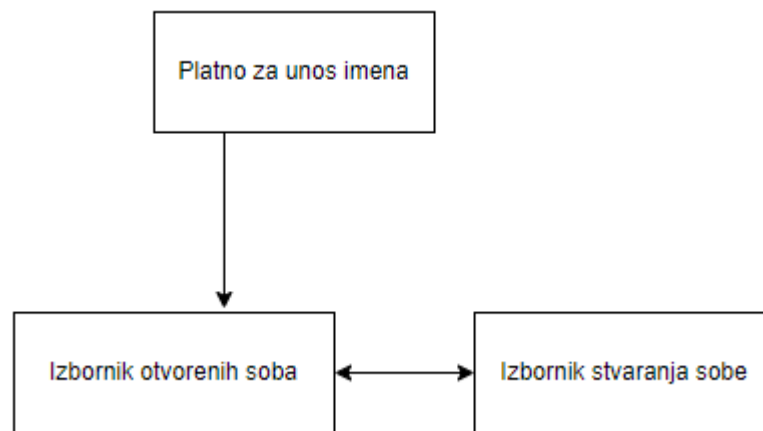 Platno za unos imena
Izbornik otvorenih soba
Izbornik stvaranja sobe